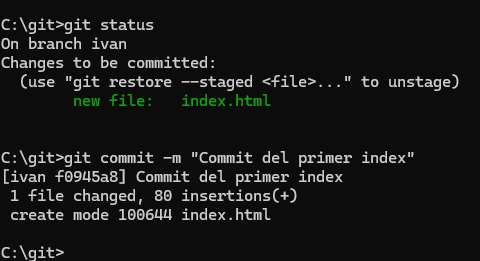 C:\git>git status
On branch ivan
Changes to be committed:
  (use "git restore --staged <file>..." to unstage)
        new file:   index.html
C:\git>git commit -m "Commit del primer index"
[ivan f0945a8] Commit del primer index
 1 file changed, 80 insertions(+)
 create mode 100644 index.html
C:\git>